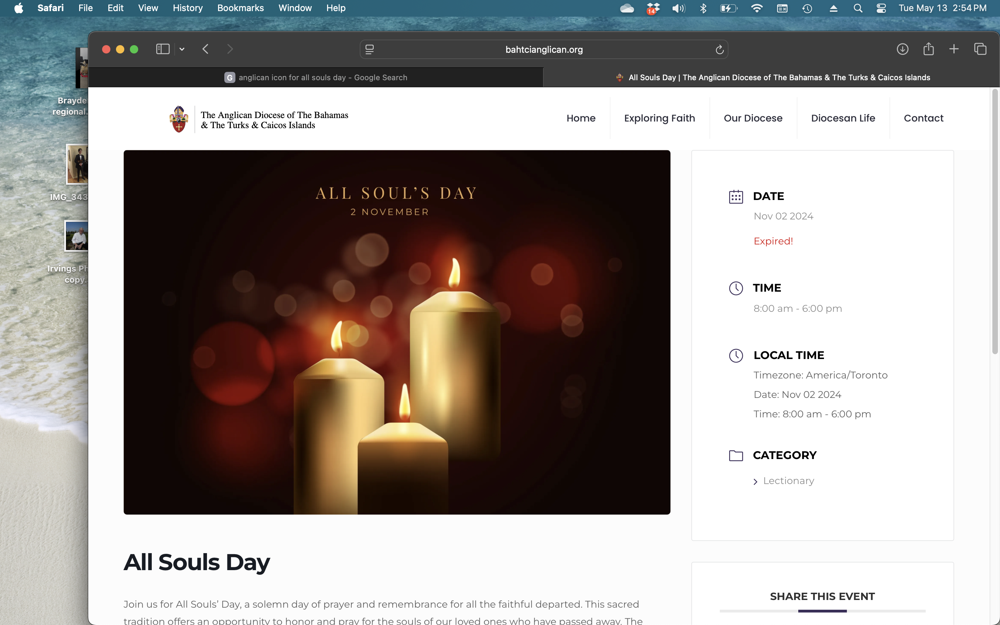 Safari File Edit View History Bookmarks Window Help
14
Tue May 13 2:54 PM
bahtcianglican.org
G anglican icon for all souls day - Google Search
All Souls Day | The Anglican Diocese of The Bahamas & The Turks & Caicos Islands
Brayde
regional.
IMG_343
Irvings Ph
copy.
The Anglican Diocese of The Bahamas
& The Turks & Caicos Islands
Home Exploring Faith Our Diocese Diocesan Life Contact
ALL SOUL’S DAY
2 NOVEMBER
DATE
Nov 02 2024
Expired!
TIME
8:00 am - 6:00 pm
LOCAL TIME
Timezone: America/Toronto
Date: Nov 02 2024
Time: 8:00 am - 6:00 pm
CATEGORY
Lectionary
All Souls Day
Join us for All Souls’ Day, a solemn day of prayer and remembrance for all the faithful departed. This sacred
tradition offers an opportunity to honor and pray for the souls of our loved ones who have passed away. The
SHARE THIS EVENT